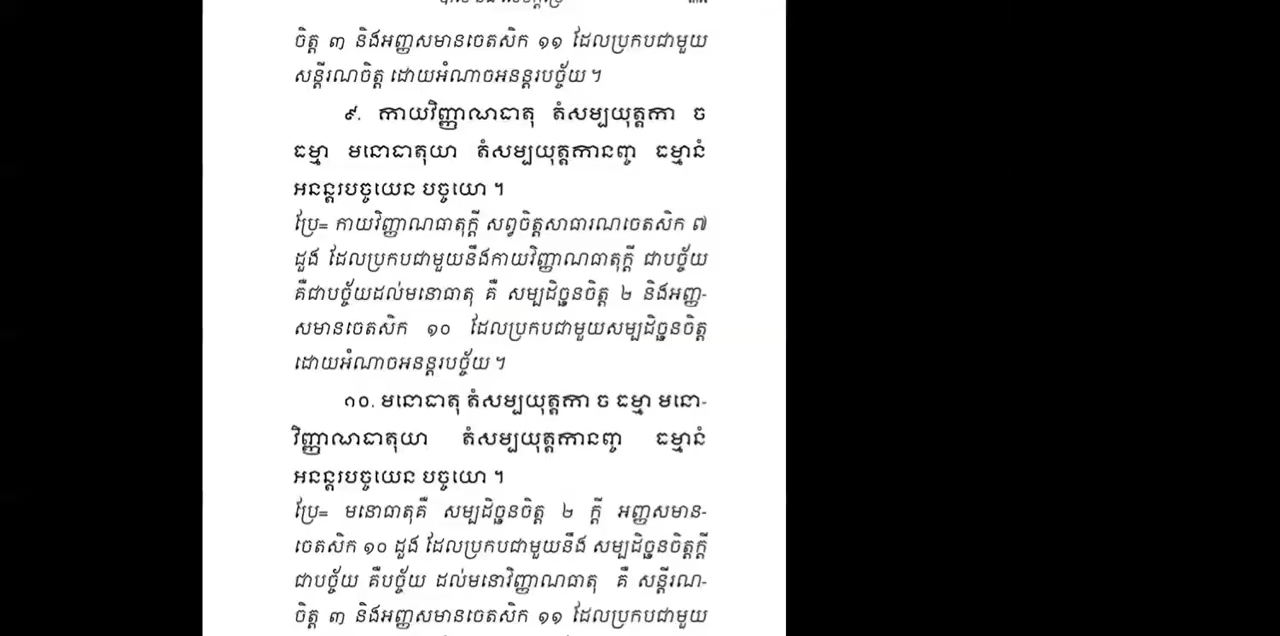 ចិត្ត ៣ និងអញ្ញសមានចេតសិក ១១ ដែលប្រកបជាមួយ
សន្តីរណចិត្ត ដោយអំណាចអនន្តរបច្ច័យ ។
៩. កាយវិញ្ញាណធាតុ តំសម្បយុត្តកា ច
ធម្មា មនោធាតុយា តំសម្បយុត្តកានញ្ច ធម្មានំ
អនន្តរបច្ចយេន បច្ចយោ ។
ប្រែ= កាយវិញ្ញាណធាតុក្តី សព្វចិត្តសាធារណចេតសិក ៧
ដួង ដែលប្រកបជាមួយនឹងកាយវិញ្ញាណធាតុក្តី ជាបច្ច័យ
គឺជាបច្ច័យដល់មនោធាតុ គឺ សម្បដិច្ឆនចិត្ត ២ និងអញ្ញ-
សមានចេតសិក ១០ ដែលប្រកបជាមួយសម្បដិច្ឆនចិត្ត
ដោយអំណាចអនន្តរបច្ច័យ ។
១០. មនោធាតុ តំសម្បយុត្តកា ច ធម្មា មនោ-
វិញ្ញាណធាតុយា តំសម្បយុត្តកានញ្ច ធម្មានំ
អនន្តរបច្ចយេន បច្ចយោ ។
ប្រែ= មនោធាតុគឺ សម្បដិច្ឆនចិត្ត ២ ក្តី អញ្ញសមាន-
ចេតសិក ១០ ដួង ដែលប្រកបជាមួយនឹង សម្បដិច្ឆនចិត្តក្តី
ជាបច្ច័យ គឺបច្ច័យ ដល់មនោវិញ្ញាណធាតុ គឺ សន្តីរណ-
ចិត្ត ៣ និងអញ្ញសមានចេតសិក ១១ ដែលប្រកបជាមួយ